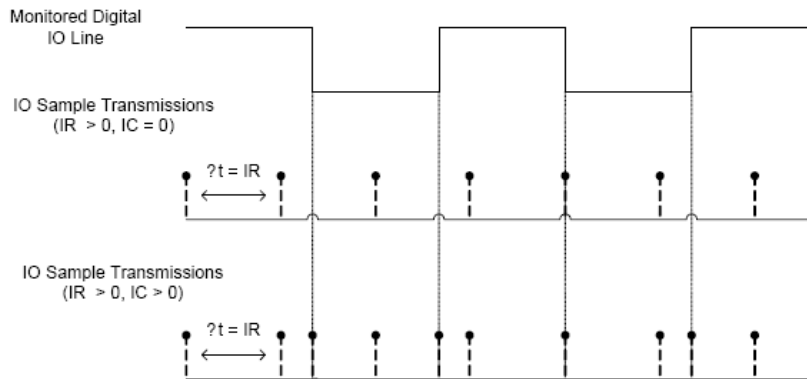 Monitored Digital
IO Line
IO Sample Transmissions
(IR > 0, IC = 0)
?t = IR
IO Sample Transmissions
(IR > 0, IC > 0)
?t = IR